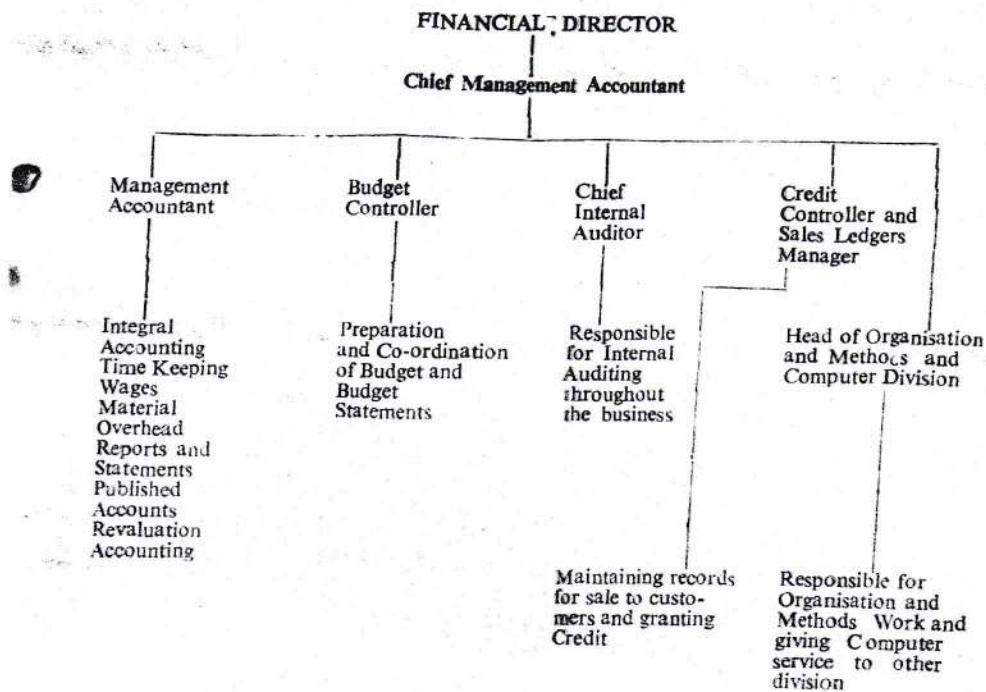 FINANCIAL DIRECTOR
Chief Management Accountant
Management
Accountant
Budget
Controller
Chief
Internal
Auditor
Credit
Controller and
Sales Ledgers
Manager
Integral
Accounting
Time Keeping
Wages
Material
Overhead
Reports and
Statements
Published
Accounts
Revaluation
Accounting
Preparation
and Co-ordination
of Budget and
Budget
Statements
Responsible
for Internal
Auditing
throughout
the business
Head of Organisation
and Methods and
Computer Division
Maintaining records
for sale to custo-
mers and granting
Credit
Responsible for
Organisation and
Methods Work and
giving Computer
service to other
division